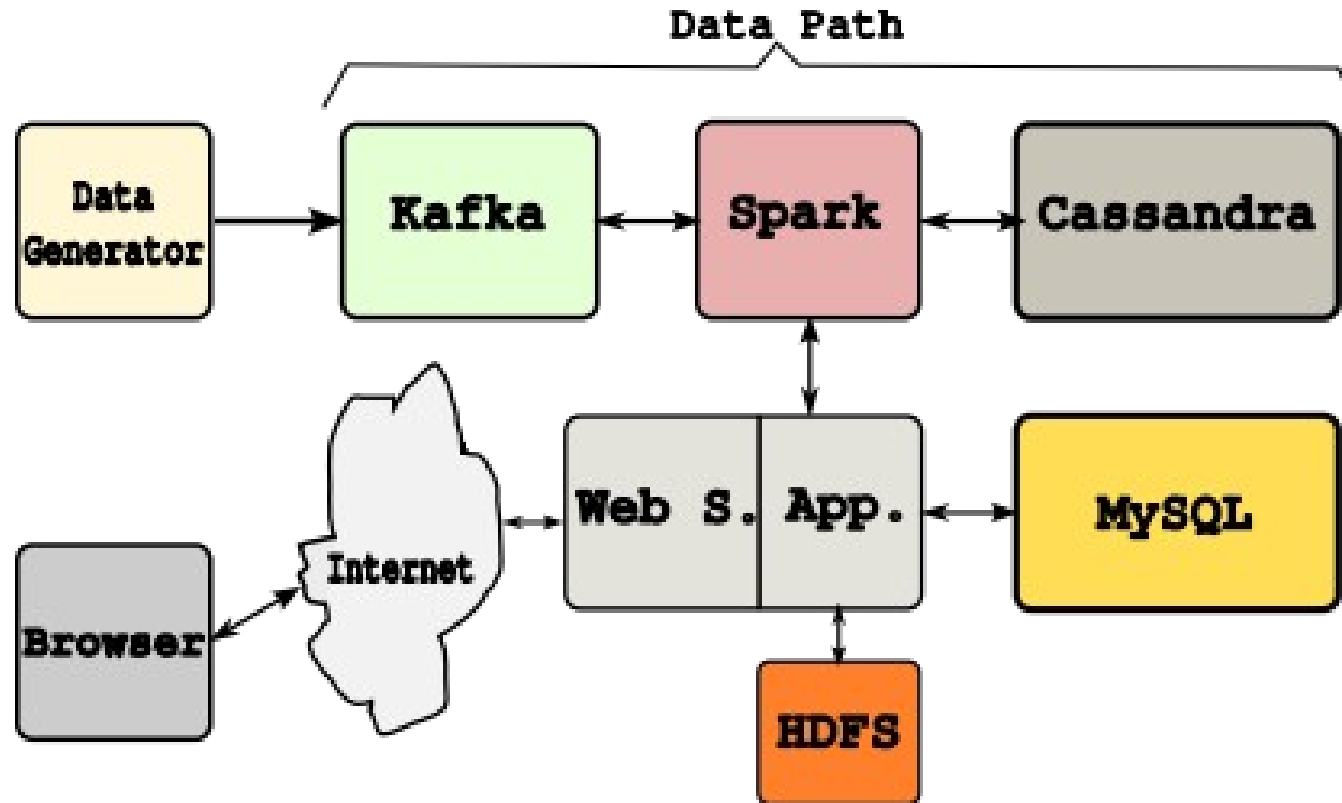 Data Path
Data
Generator
Kafka
Spark
Cassandra
Internet
Web S.
App.
MySQL
Browser
HDFS